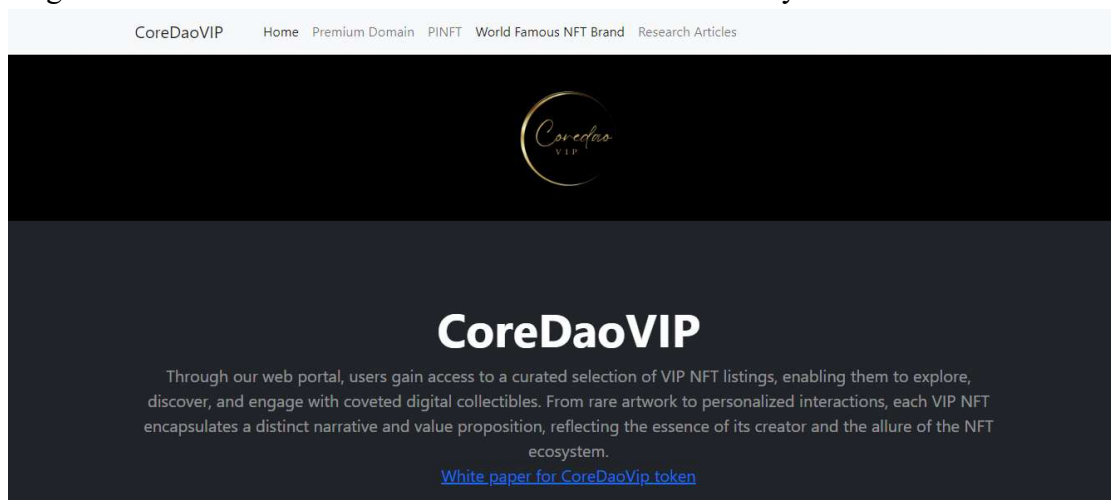 CoreDaoVIP Home Premium Domain PINFT World Famous NFT Brand Research Articles
Coredao
VIP
CoreDaoVIP
Through our web portal, users gain access to a curated selection of VIP NFT listings, enabling them to explore,
discover, and engage with coveted digital collectibles. From rare artwork to personalized interactions, each VIP NFT
encapsulates a distinct narrative and value proposition, reflecting the essence of its creator and the allure of the NFT
ecosystem.
White paper for CoreDaoVip token